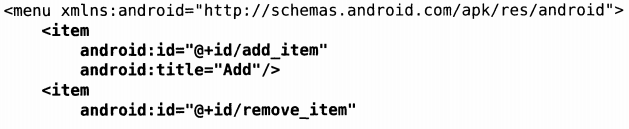 <menu xmlns:android="http://schemas.android.com/apk/res/android">
    <item
        android:id="@+id/add_item"
        android:title="Add"/>
    <item
        android:id="@+id/remove_item"